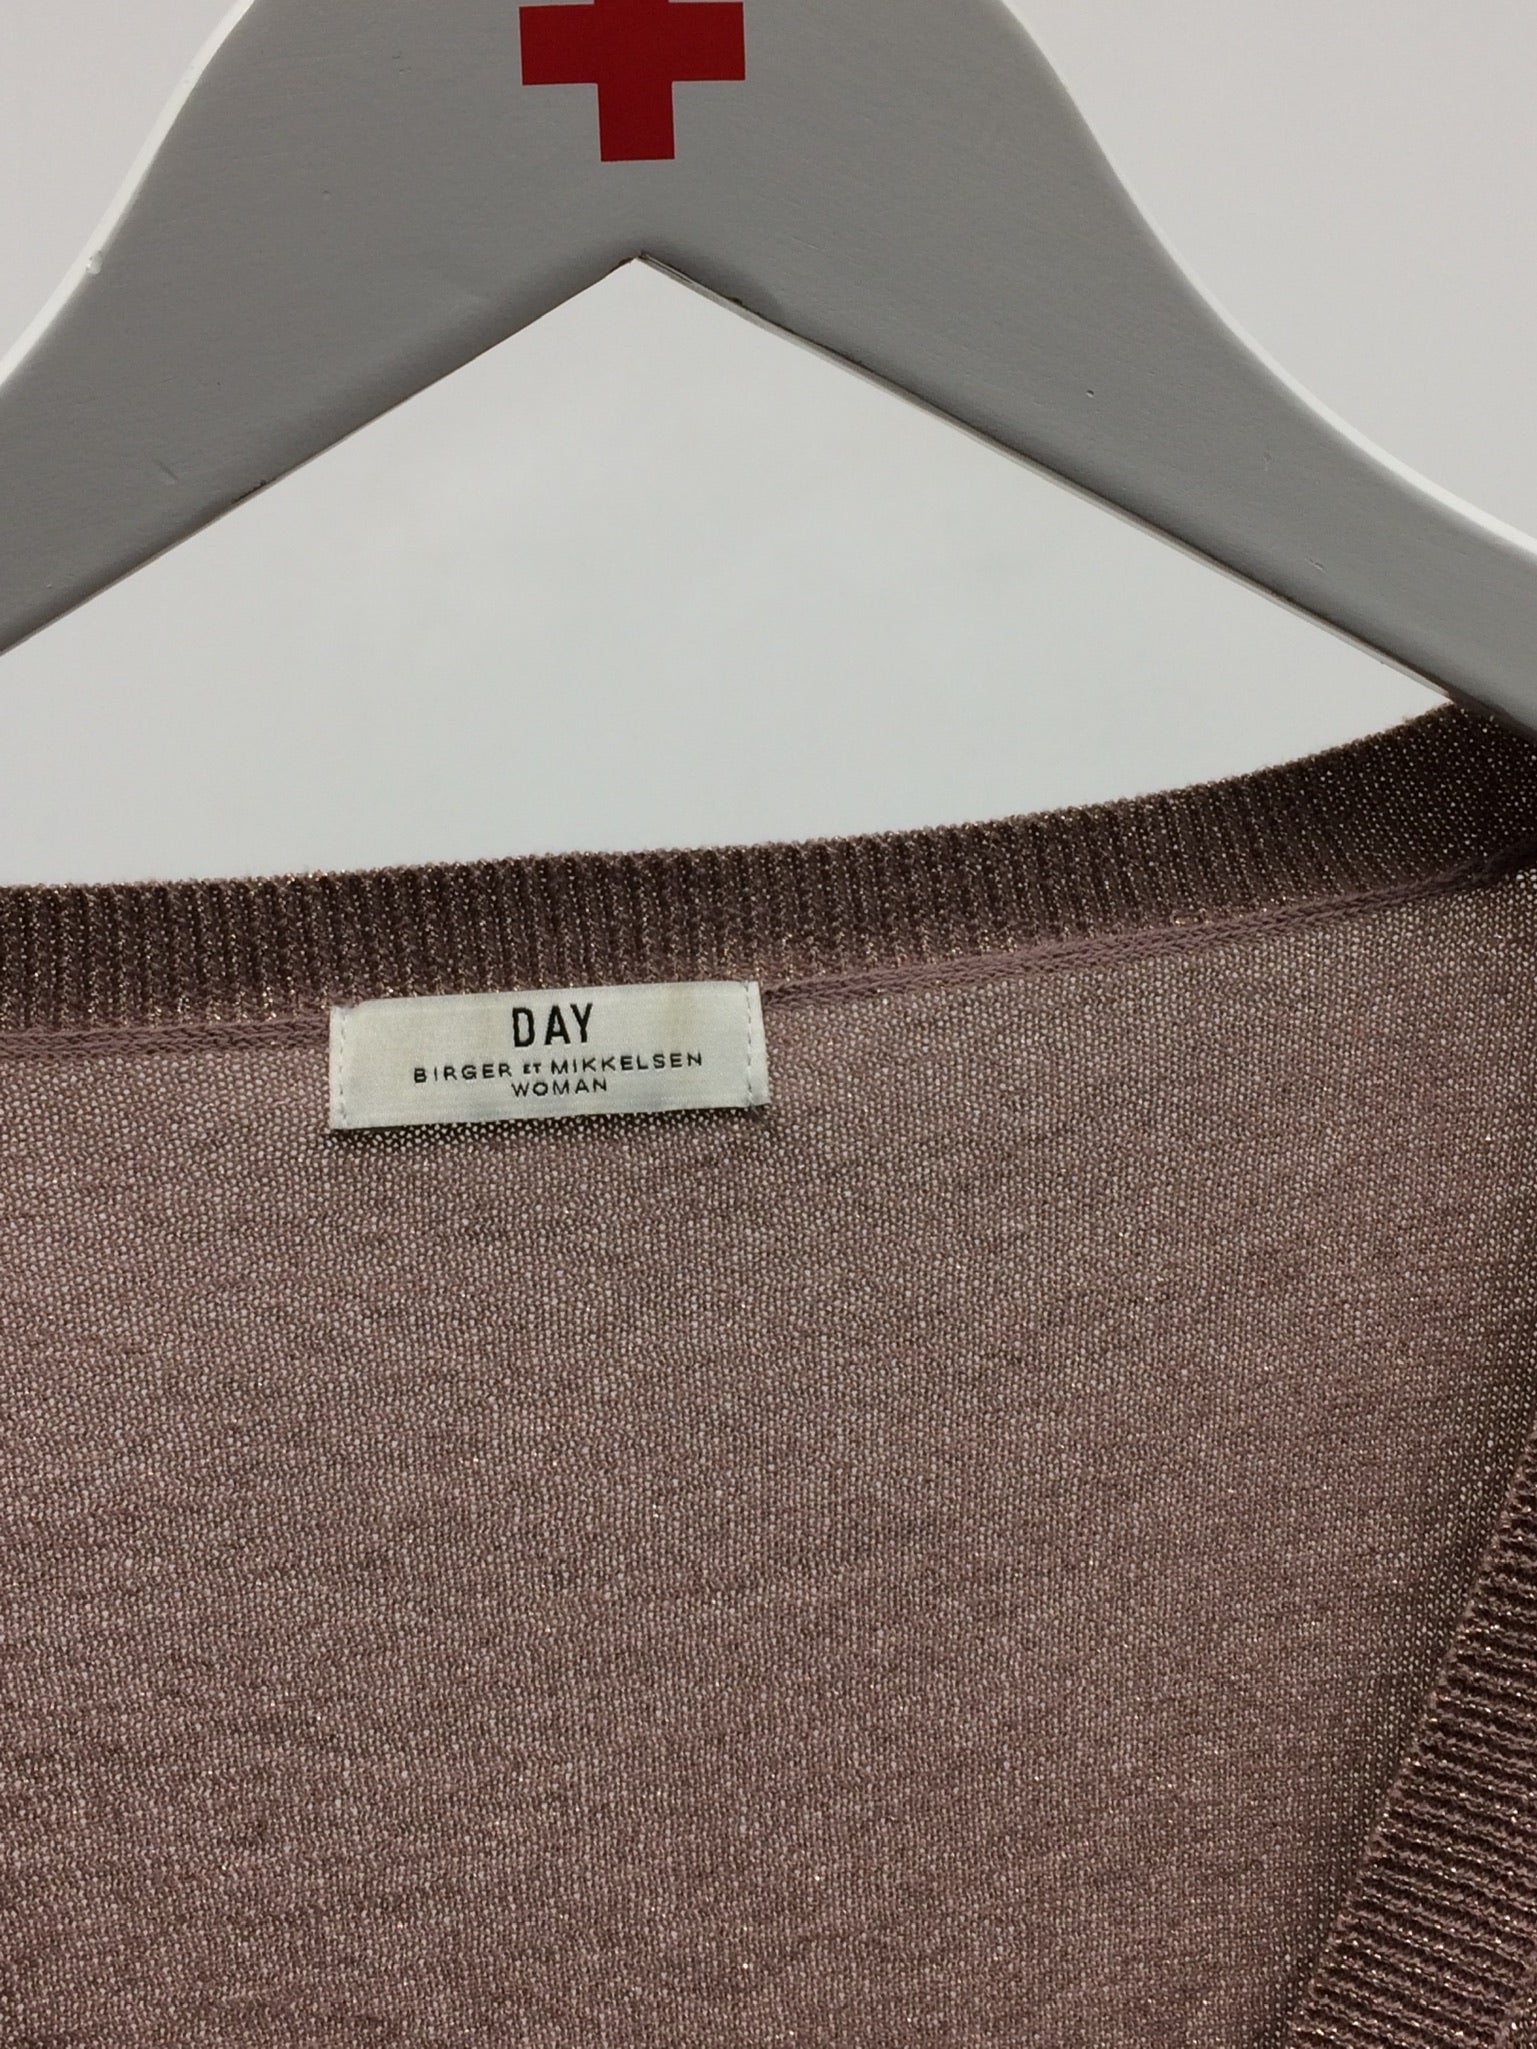 DAY
BIRGER ET MIKKELSEN
WOMAN